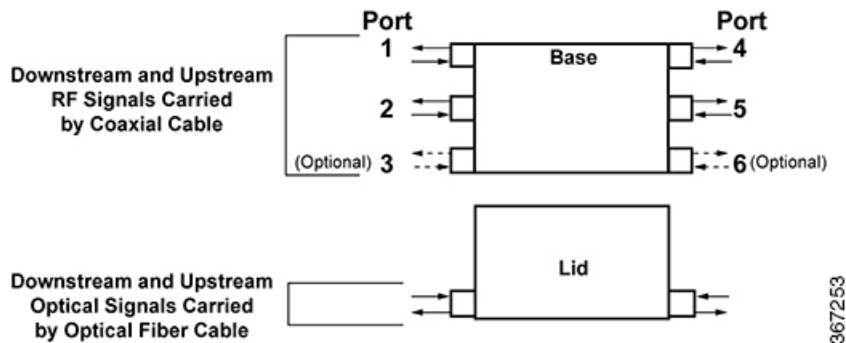 Port
Port
1
Base
4
Downstream and Upstream
RF Signals Carried
by Coaxial Cable
2
5
(Optional) 3
6 (Optional)
Lid
Downstream and Upstream
Optical Signals Carried
by Optical Fiber Cable
367253